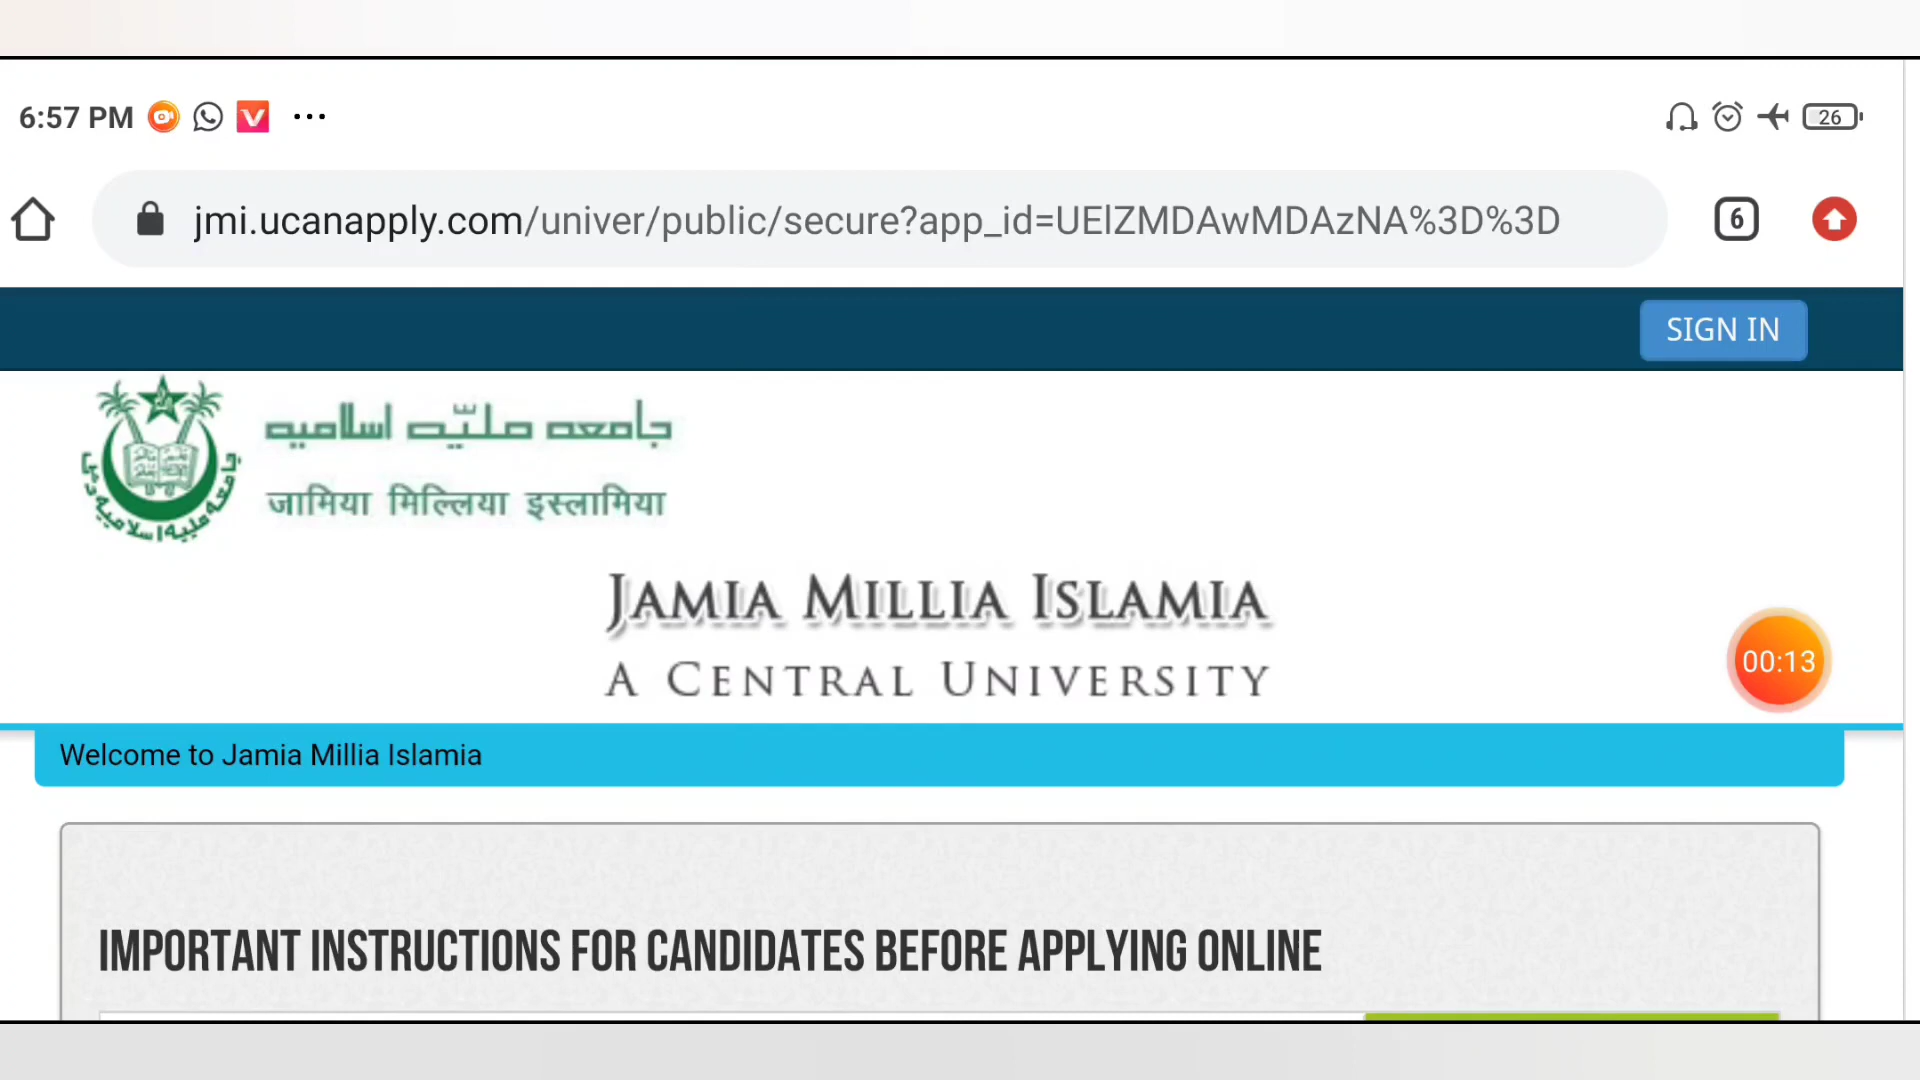 6:57 PM
26
jmi.ucanapply.com/univer/public/secure?app_id=UElZMDAwMDAzNA%3D%3D
6
SIGN IN
جامعہ ملیّہ اسلامیہ
जामिया मिल्लिया इस्लामिया
JAMIA MILLIA ISLAMIA
A CENTRAL UNIVERSITY
00:13
Welcome to Jamia Millia Islamia
IMPORTANT INSTRUCTIONS FOR CANDIDATES BEFORE APPLYING ONLINE